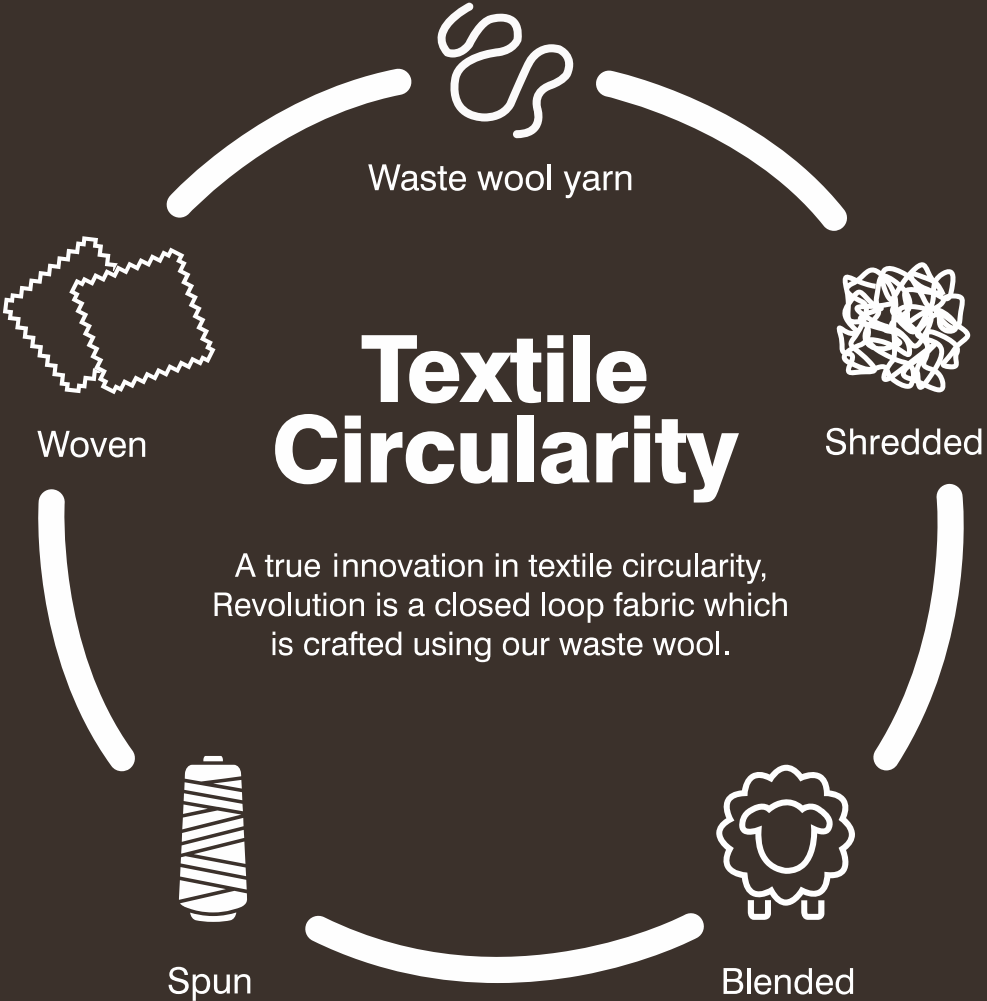 Waste wool yarn
Woven
Textile
Circularity
Shredded
A true innovation in textile circularity,
Revolution is a closed loop fabric which
is crafted using our waste wool.
Spun
Blended